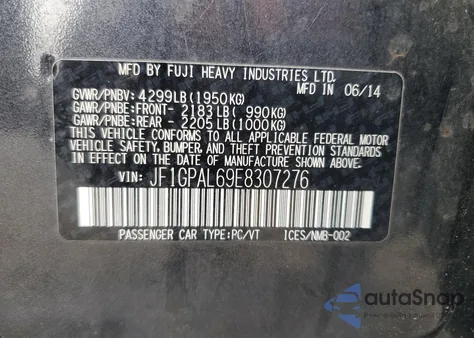 MFD. BY FUJI HEAVY INDUSTRIES LTD.
IN 06/14
GVWR/PNBV: 4299LB(1950KG)
GAWR/PNBE: FRONT- 2183LB( 990KG)
GAWR/PNBE: REAR - 2205LB(1000KG)
THIS VEHICLE CONFORMS TO ALL APPLICABLE FEDERAL MOTOR
VEHICLE SAFETY, BUMPER, AND THEFT PREVENTION STANDARDS
IN EFFECT ON THE DATE OF MANUFACTURE SHOWN ABOVE.
VIN: JF1GPAL69E8307276
PASSENGER CAR TYPE:PC/VT ICES/NMB-002
autoSnap